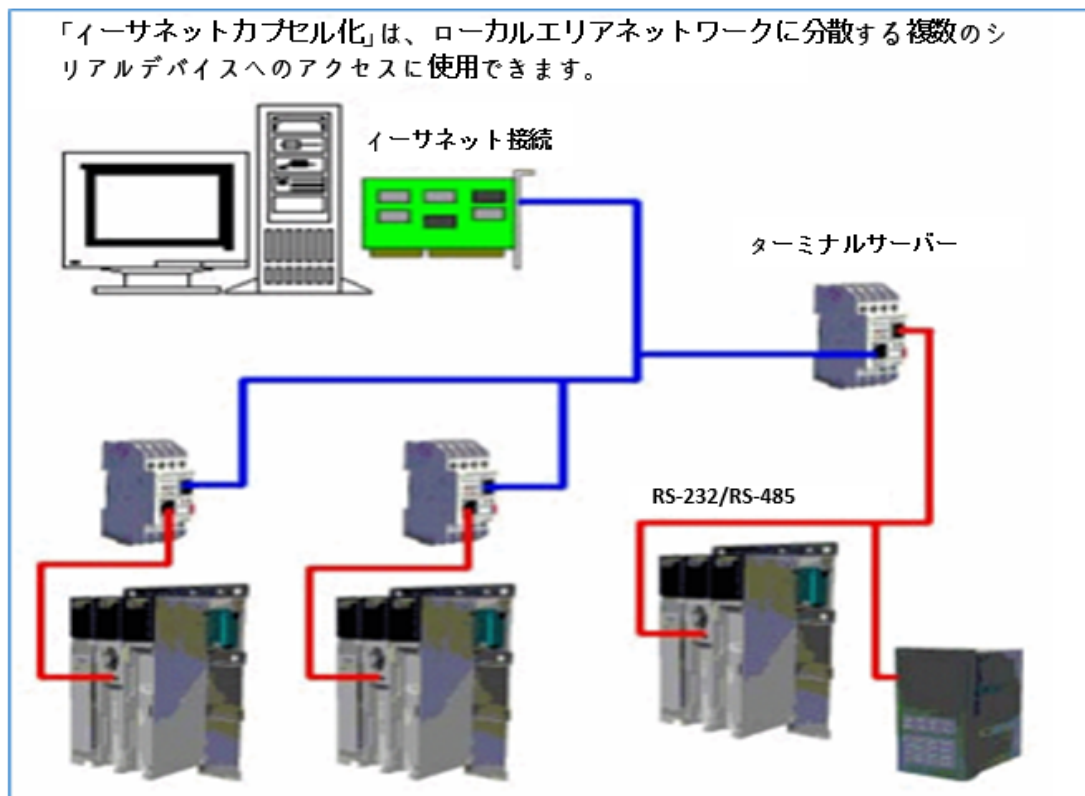 「イーサネットカプセル化」は、ローカルエリアネットワークに分散する複数のシ
リアルデバイスへのアクセスに使用できます。
イーサネット接続
ターミナルサーバー
RS-232/RS-485